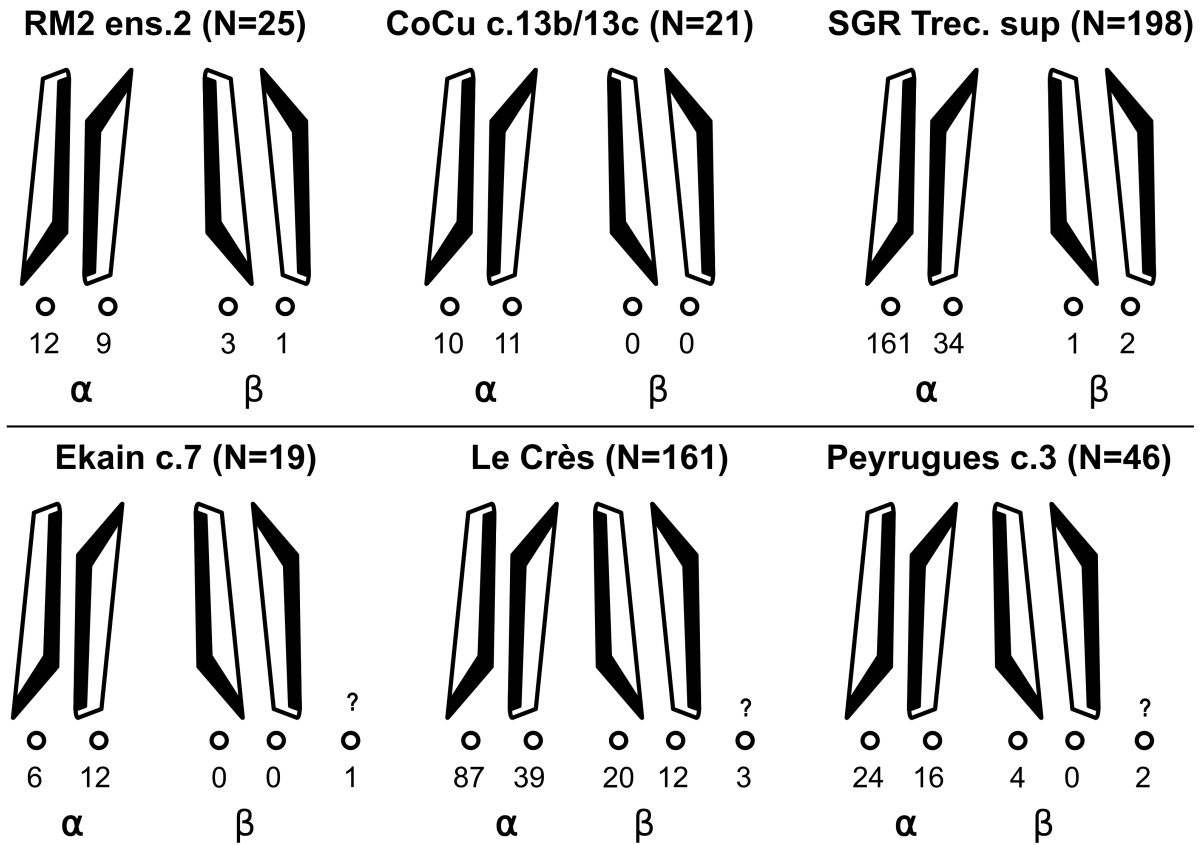 RM2 ens.2 (N=25) CoCu c.13b/13c (N=21) SGR Trec. sup (N=198)
12 9 3 1 10 11 0 0 161 34 1 2
α β α β α β
Ekain c.7 (N=19) Le Crès (N=161) Peyrugues c.3 (N=46)
? ? ?
6 12 0 0 1 87 39 20 12 3 24 16 4 0 2
α β α β α β